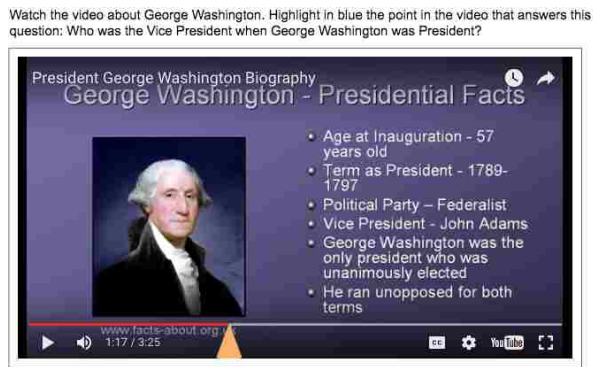 Watch the video about George Washington. Highlight in blue the point in the video that answers this
question: Who was the Vice President when George Washington was President?
President George Washington Biography
George Washington - Presidential Facts
Age at Inauguration - 57
years old
Term as President - 1789-
1797
Political Party – Federalist
Vice President - John Adams
George Washington was the
only president who was
unanimously elected
He ran unopposed for both
terms
www.facts-about.org.
1:17 / 3:25
CC
YouTube